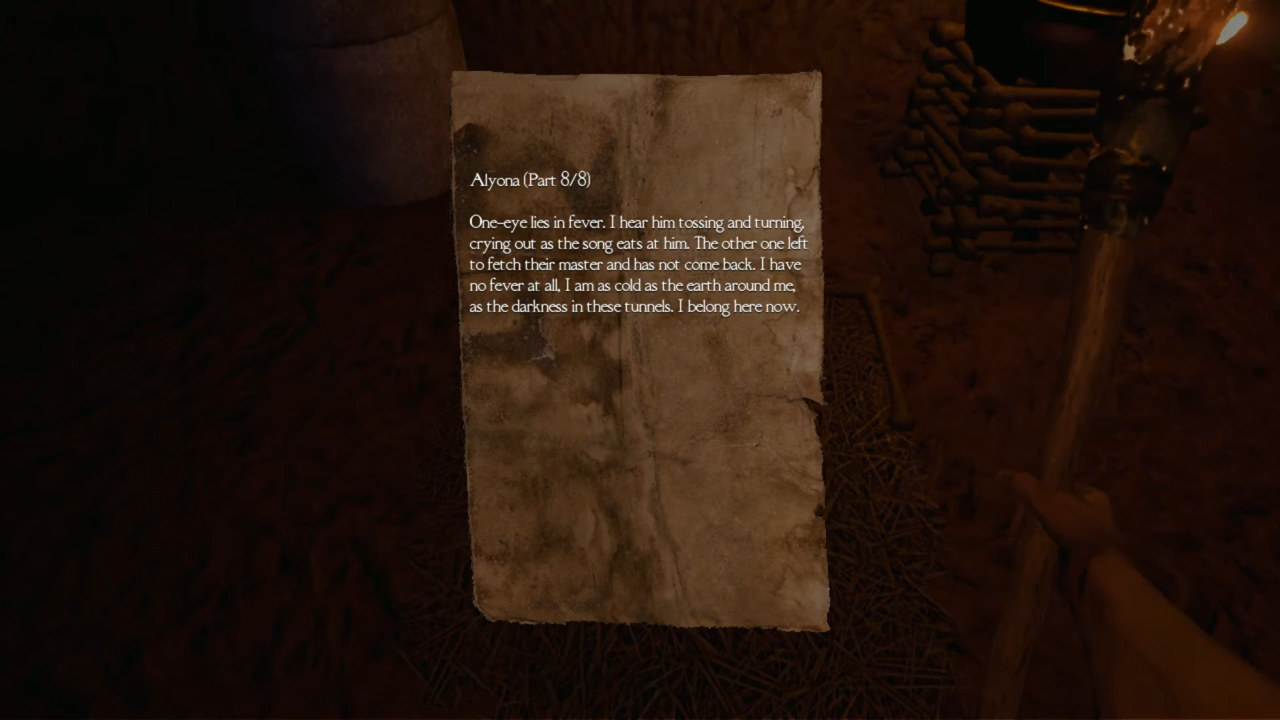 Alyona (Part 8/8)
One-eye lies in fever. I hear him tossing and turning,
crying out as the song eats at him. The other one left
to fetch their master and has not come back. I have
no fever at all, I am as cold as the earth around me,
as the darkness in these tunnels. I belong here now.